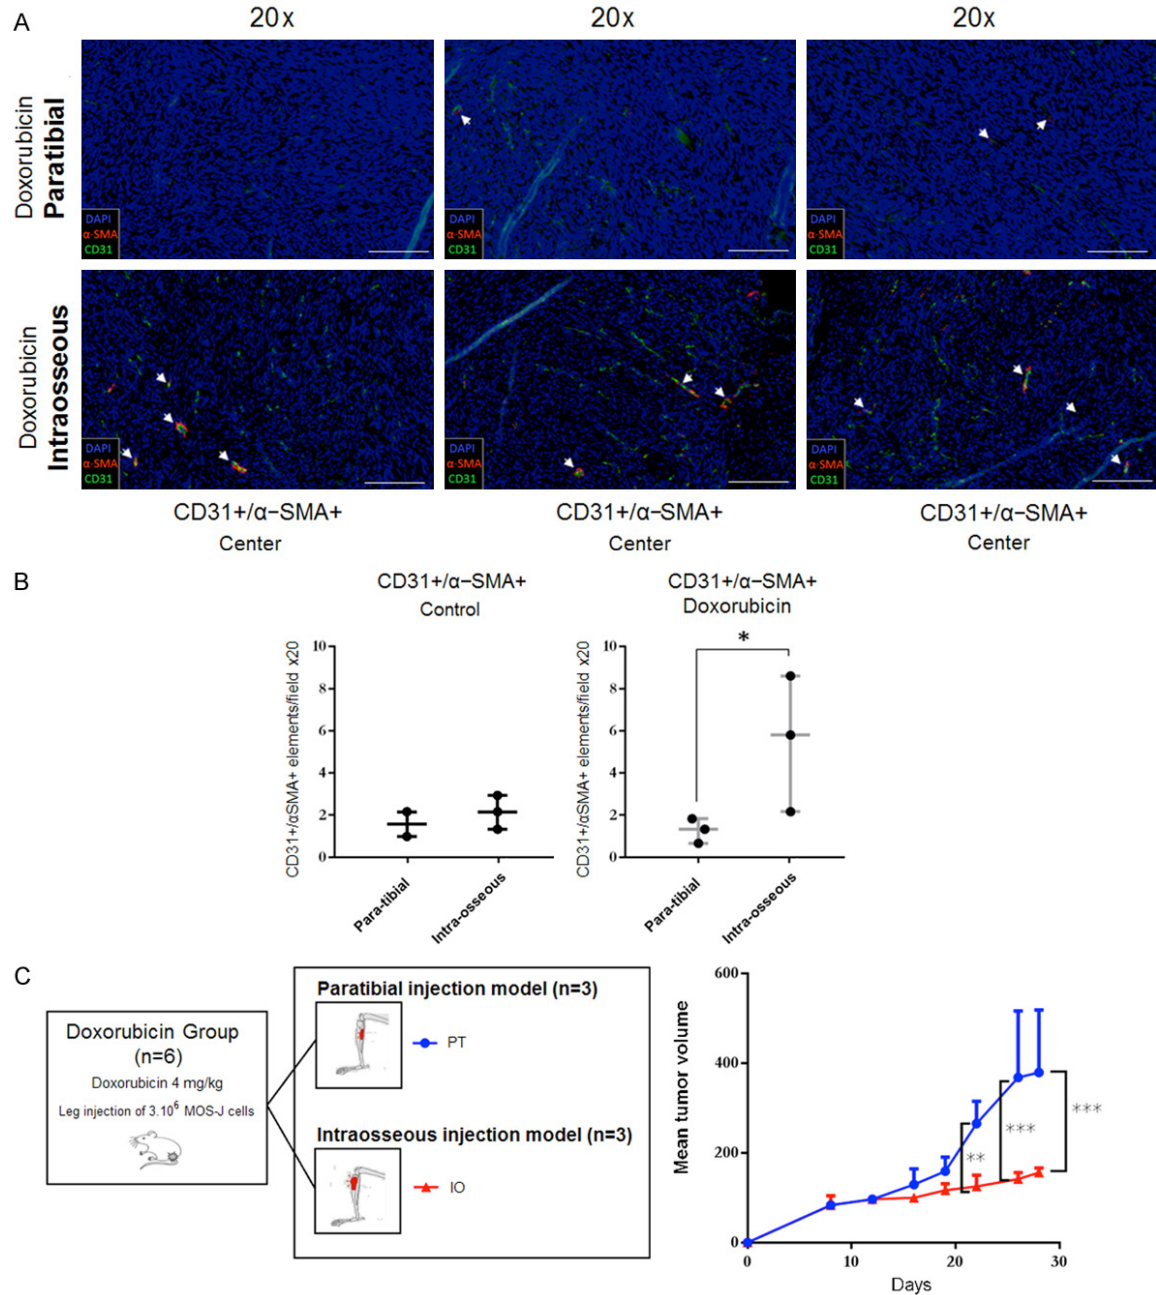 A
20x
20x
20x
Doxorubicin
Paratibial
DAPI
α-SMA
CD31
DAPI
α-SMA
CD31
DAPI
α-SMA
CD31
Doxorubicin
Intraosseous
DAPI
α-SMA
CD31
DAPI
α-SMA
CD31
DAPI
α-SMA
CD31
CD31+/α−SMA+
Center
CD31+/α−SMA+
Center
CD31+/α−SMA+
Center
B
CD31+/α−SMA+
Control
CD31+/αSMA+ elements/field x20
10
8
6
4
2
0
Para-tibial
Intra-osseous
CD31+/α−SMA+
Doxorubicin
CD31+/αSMA+ elements/field x20
10
8
6
4
2
0
*
Para-tibial
Intra-osseous
C
Doxorubicin Group
(n=6)
Doxorubicin 4 mg/kg
Leg injection of 3.10⁶ MOS-J cells
Paratibial injection model (n=3)
PT
Intraosseous injection model (n=3)
IO
Mean tumor volume
600
400
200
0
**
***
***
0
10
20
30
Days